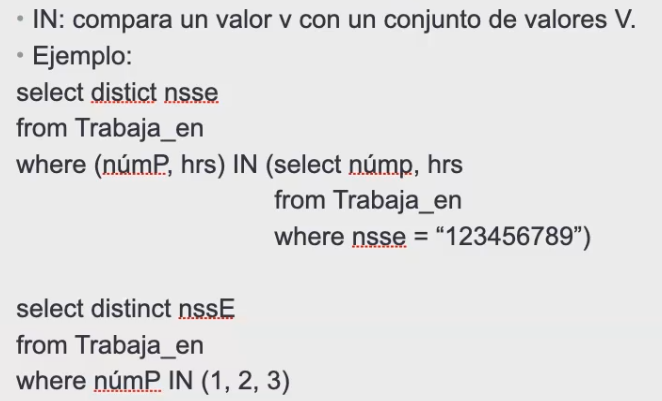 • IN: compara un valor v con un conjunto de valores V.
• Ejemplo:
select distict nsse
from Trabaja_en
where (númP, hrs) IN (select númp, hrs
from Trabaja_en
where nsse = “123456789”)
select distinct nssE
from Trabaja_en
where númP IN (1, 2, 3)